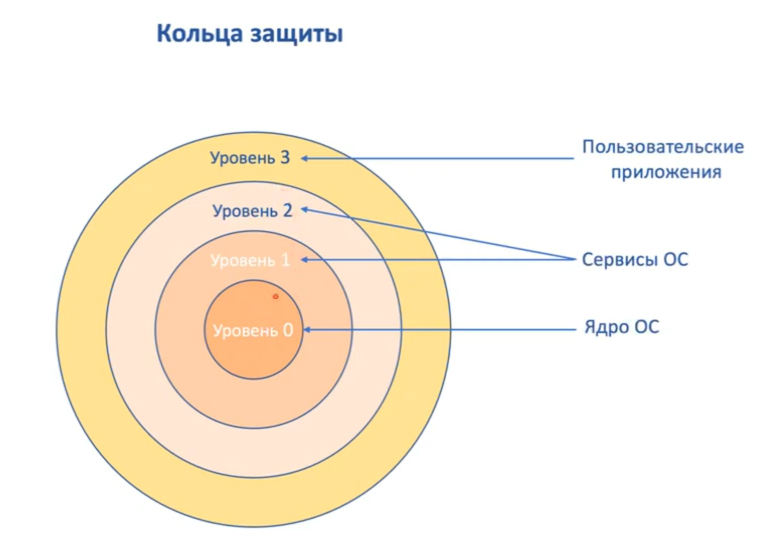 Кольца защиты
Уровень 3
Пользовательские
приложения
Уровень 2
Уровень 1
Сервисы ОС
Уровень 0
Ядро ОС